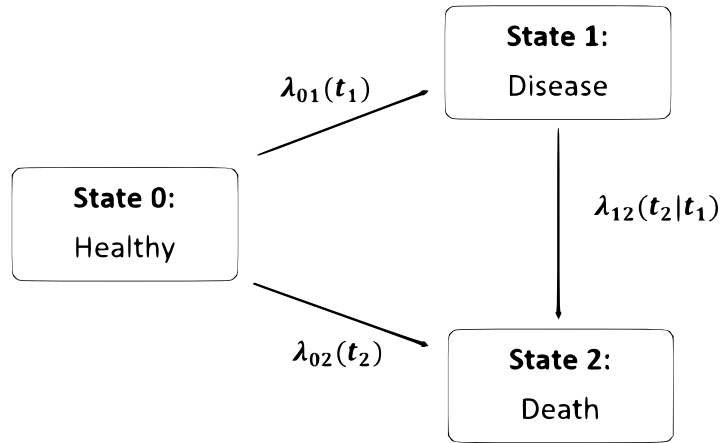 State 1:
Disease
λ₀₁(t₁)
State 0:
Healthy
λ₁₂(t₂|t₁)
λ₀₂(t₂)
State 2:
Death